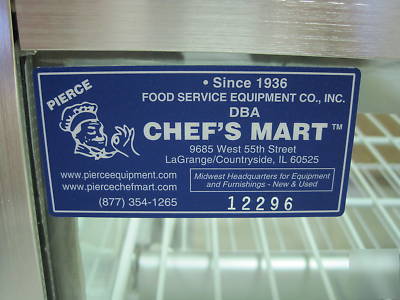 PIERCE
• Since 1936
FOOD SERVICE EQUIPMENT CO., INC.
DBA
CHEF'S MART™
9685 West 55th Street
LaGrange/Countryside, IL 60525
www.pierceequipment.com
www.piercechefmart.com
(877) 354-1265
Midwest Headquarters for Equipment
and Furnishings - New & Used
12296